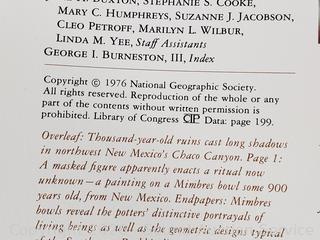 BUXTON, STEPHANIE S. COOKE,
MARY C. HUMPHREYS, SUZANNE J. JACOBSON,
CLEO PETROFF, MARILYN L. WILBUR,
LINDA M. YEE, Staff Assistants
GEORGE I. BURNESTON, III, Index
Copyright © 1976 National Geographic Society.
All rights reserved. Reproduction of the whole or any
part of the contents without written permission is
prohibited. Library of Congress CIP Data: page 199.
Overleaf: Thousand-year-old ruins cast long shadows
in northwest New Mexico's Chaco Canyon. Page 1:
A masked figure apparently enacts a ritual now
unknown—a painting on a Mimbres bowl some 900
years old, from New Mexico. Endpapers: Mimbres
bowls reveal the potters' distinctive portrayals of
living beings as well as the geometric designs typical